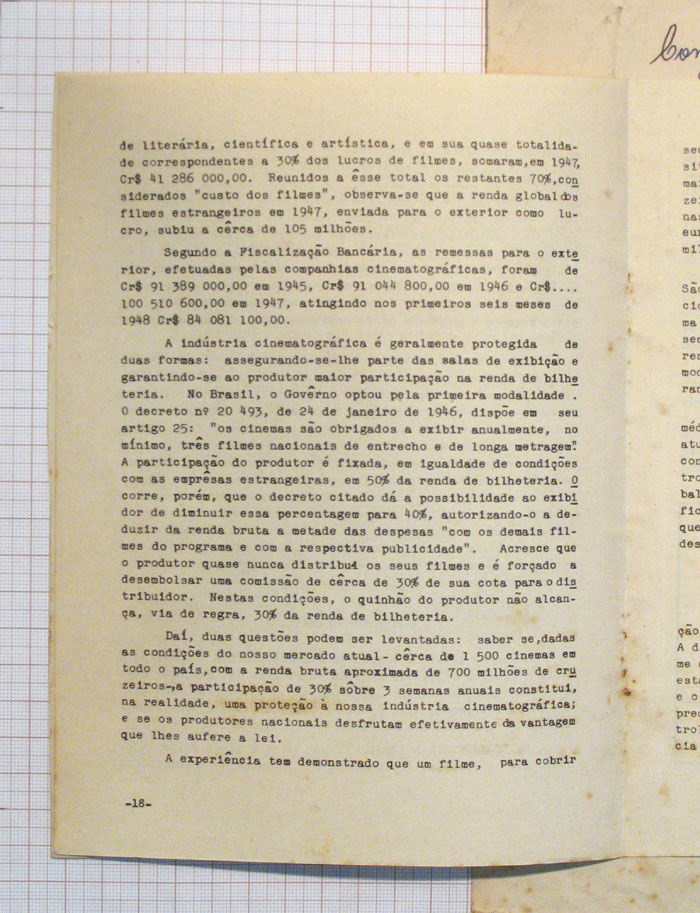 de literária, científica e artística, e em sua quase totalida-
de correspondentes a 30% dos lucros de filmes, somaram,em 1947,
Cr$ 41 286 000,00. Reunidos a êsse total os restantes 70%,con
siderados "custo dos filmes", observa-se que a renda global dos
filmes estrangeiros em 1947, enviada para o exterior como lu-
cro, subiu a cêrca de 105 milhões.
Segundo a Fiscalização Bancária, as remessas para o exte
rior, efetuadas pelas companhias cinematográficas, foram de
Cr$ 91 389 000,00 em 1945, Cr$ 91 044 800,00 em 1946 e Cr$....
100 510 600,00 em 1947, atingindo nos primeiros seis meses de
1948 Cr$ 84 081 100,00.
A indústria cinematográfica é geralmente protegida de
duas formas: assegurando-se-lhe parte das salas de exibição e
garantindo-se ao produtor maior participação na renda de bilhe
teria. No Brasil, o Govêrno optou pela primeira modalidade .
O decreto nº 20 493, de 24 de janeiro de 1946, dispõe em seu
artigo 25: "os cinemas são obrigados a exibir anualmente, no
mínimo, três filmes nacionais de entrecho e de longa metragem".
A participação do produtor é fixada, em igualdade de condições
com as emprêsas estrangeiras, em 50% da renda de bilheteria. O
corre, porém, que o decreto citado dá a possibilidade ao exibi
dor de diminuir essa percentagem para 40%, autorizando-o a de-
duzir da renda bruta a metade das despesas "com os demais fil-
mes do programa e com a respectiva publicidade". Acresce que
o produtor quase nunca distribui os seus filmes e é forçado a
desembolsar uma comissão de cêrca de 30% de sua cota para o dis
tribuidor. Nestas condições, o quinhão do produtor não alcan-
ça, via de regra, 30% da renda de bilheteria.
Daí, duas questões podem ser levantadas: saber se,dadas
as condições do nosso mercado atual- cêrca de 1 500 cinemas em
todo o país,com a renda bruta aproximada de 700 milhões de cru
zeiros-,a participação de 30% sôbre 3 semanas anuais constitui,
na realidade, uma proteção à nossa indústria cinematográfica;
e se os produtores nacionais desfrutam efetivamente da vantagem
que lhes aufere a lei.
A experiência tem demonstrado que um filme, para cobrir
-18-